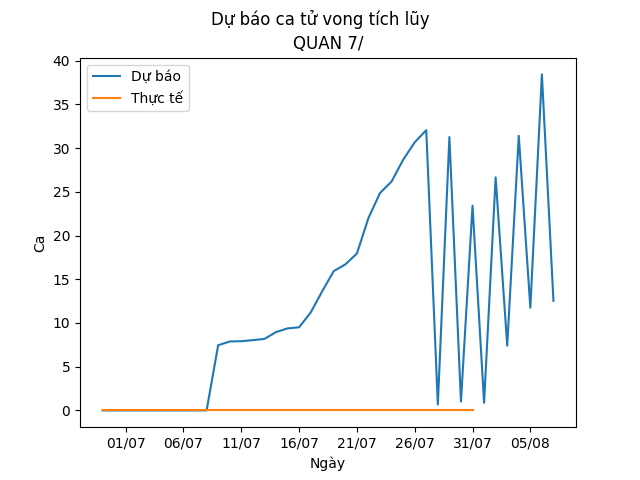 Dự báo ca tử vong tích lũy
QUAN 7/
Dự báo
Thực tế
Ca
40
35
30
25
20
15
10
5
0
01/07
06/07
11/07
16/07
21/07
26/07
31/07
05/08
Ngày